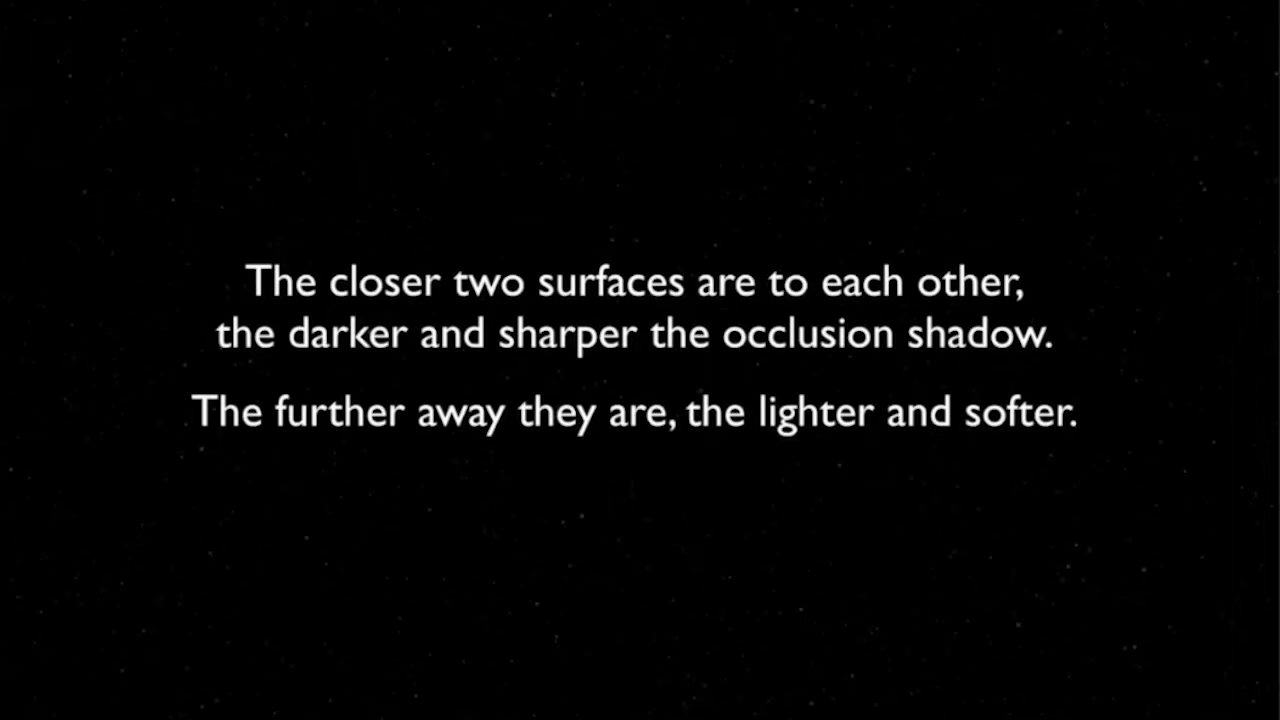 The closer two surfaces are to each other,
the darker and sharper the occlusion shadow.
The further away they are, the lighter and softer.